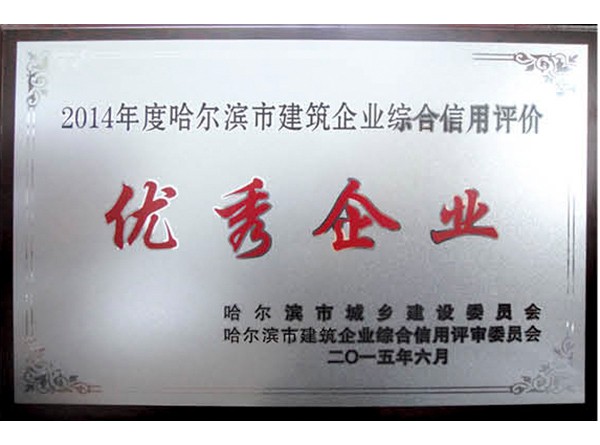 2014年度哈尔滨市建筑企业综合信用评价
优秀企业
哈尔滨市城乡建设委员会
哈尔滨市建筑企业综合信用评审委员会
二〇一五年六月